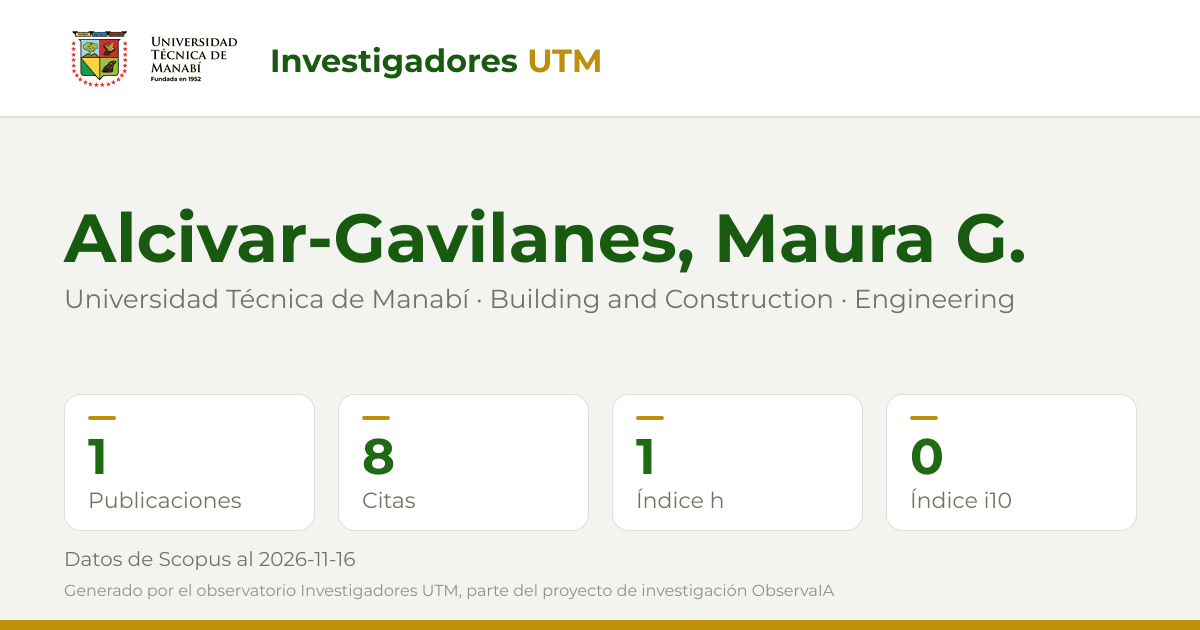 UNIVERSIDAD
TÉCNICA DE
MANABÍ
Fundada en 1952
Investigadores UTM
Alcivar-Gavilanes, Maura G.
Universidad Técnica de Manabí · Building and Construction · Engineering
1
Publicaciones
8
Citas
1
Índice h
0
Índice i10
Datos de Scopus al 2026-11-16
Generado por el observatorio Investigadores UTM, parte del proyecto de investigación ObservaIA